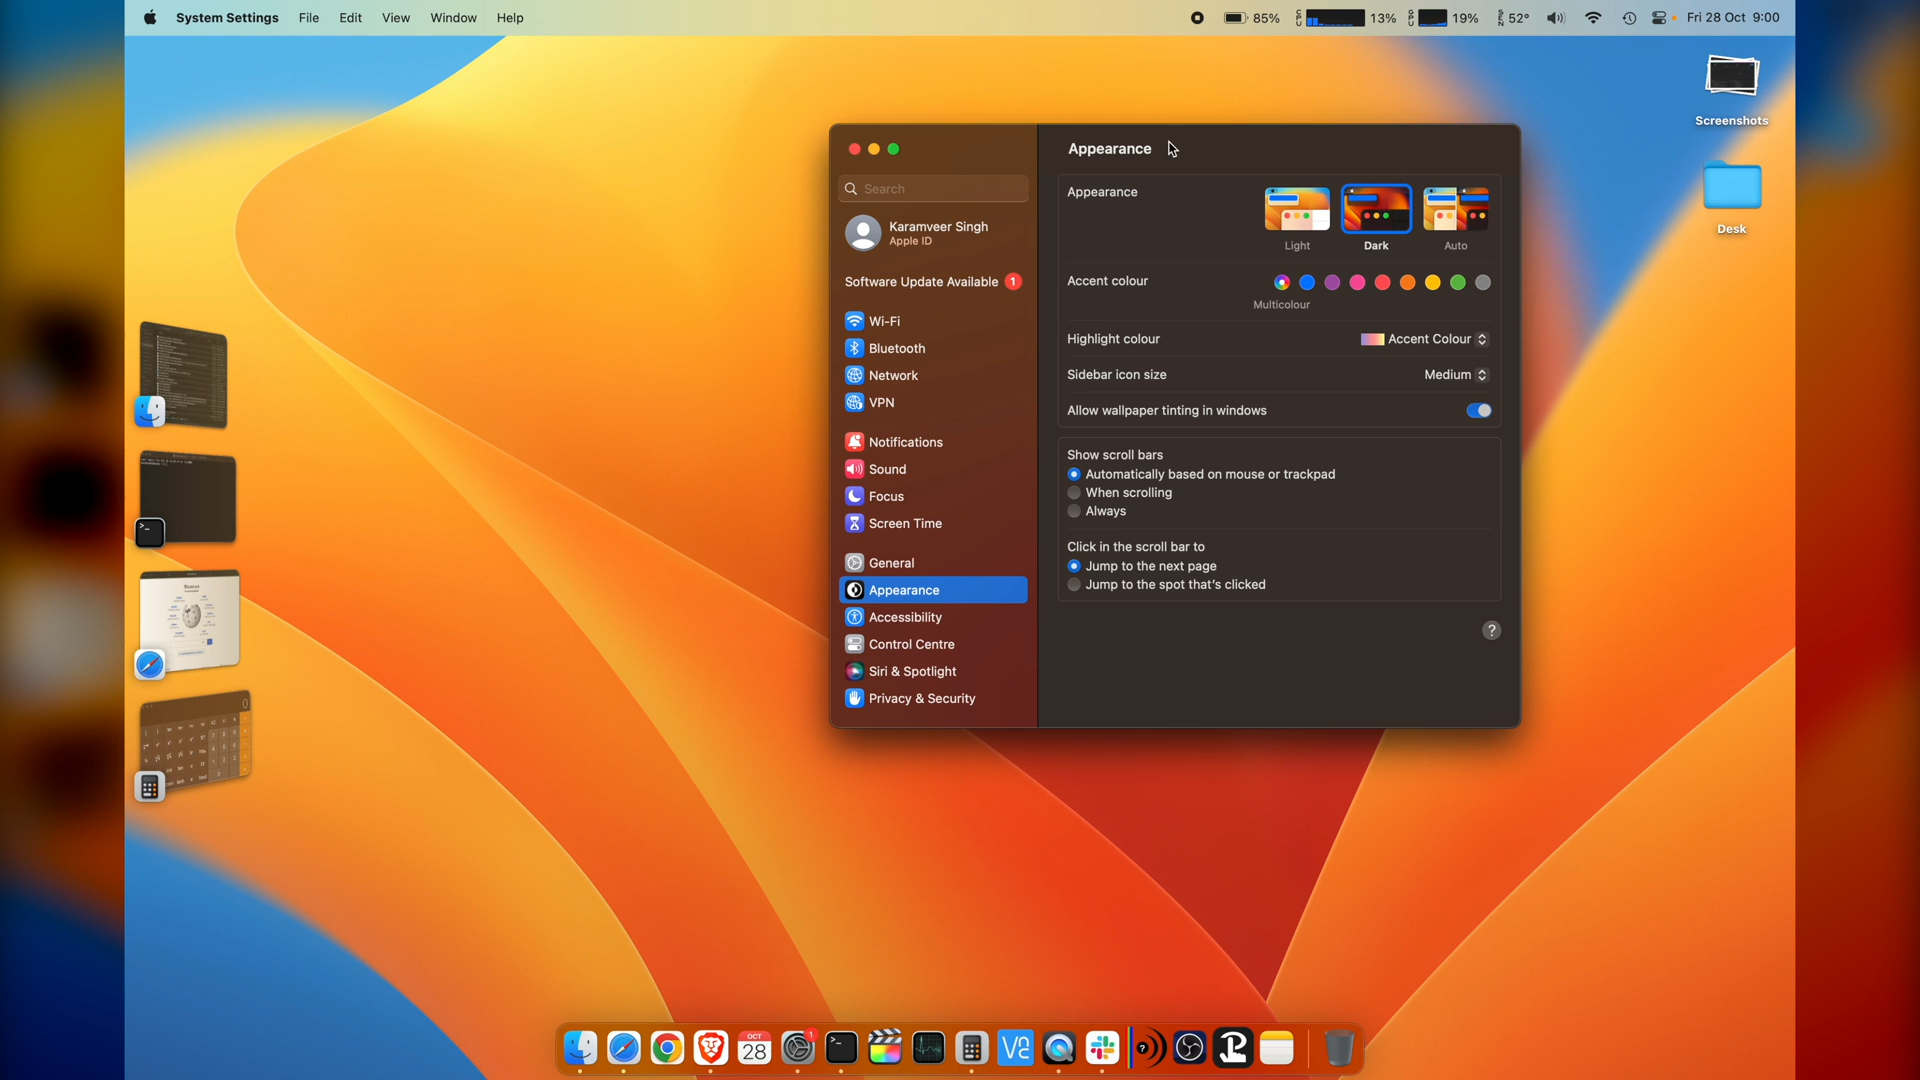 System Settings File Edit View Window Help
85% CPU 13% GPU 19% SEN 52° Fri 28 Oct 9:00
Screenshots
Desk
Search
Karamveer Singh
Apple ID
Software Update Available 1
Wi-Fi
Bluetooth
Network
VPN
Notifications
Sound
Focus
Screen Time
General
Appearance
Accessibility
Control Centre
Siri & Spotlight
Privacy & Security
Appearance
Appearance
Light Dark Auto
Accent colour
Multicolour
Highlight colour Accent Colour
Sidebar icon size Medium
Allow wallpaper tinting in windows
Show scroll bars
Automatically based on mouse or trackpad
When scrolling
Always
Click in the scroll bar to
Jump to the next page
Jump to the spot that's clicked
?
OCT
28
1